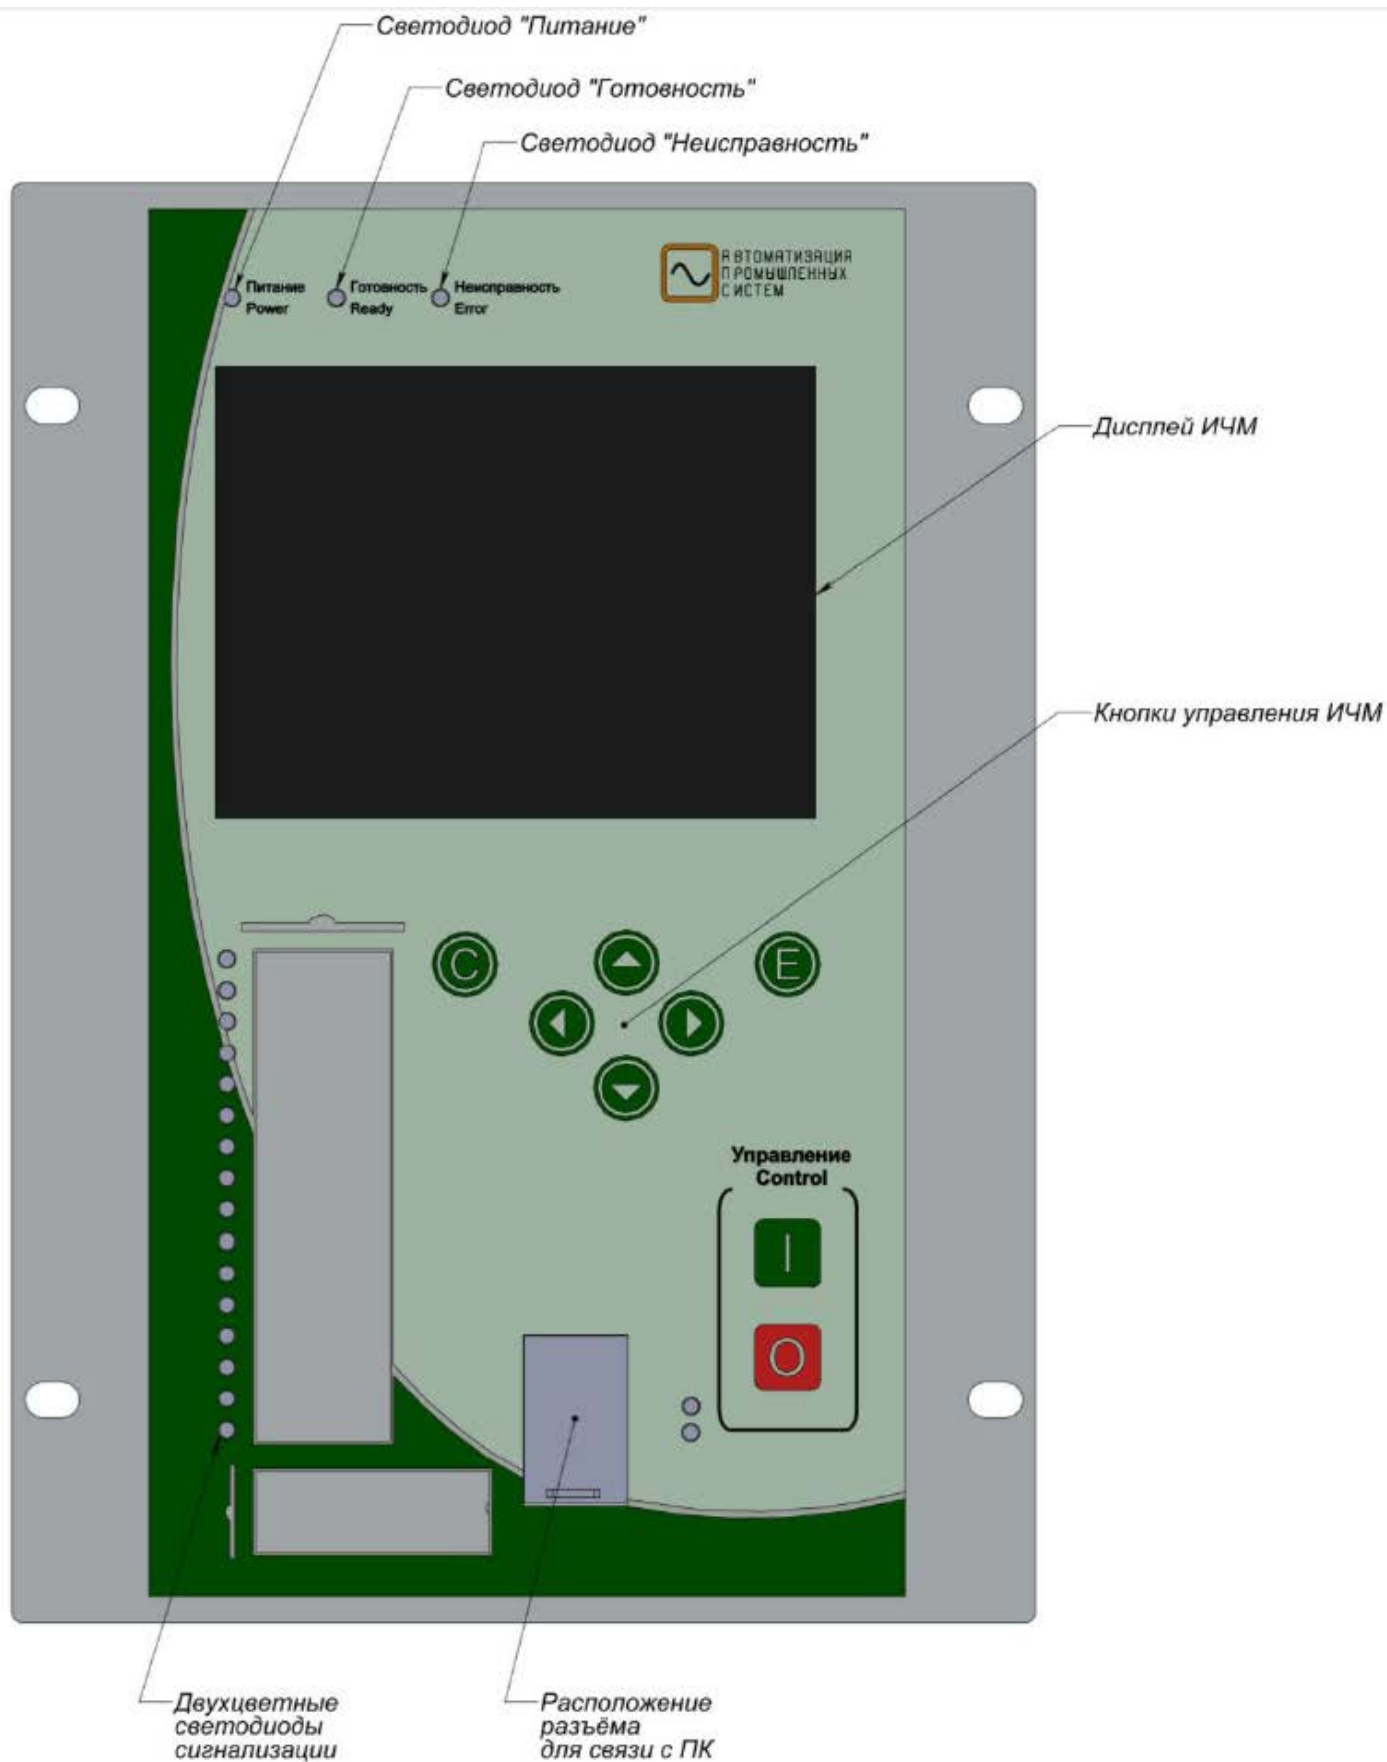 Светодиод "Питание"
Светодиод "Готовность"
Светодиод "Неисправность"
Питание
Power
Готовность
Ready
Неисправность
Error
АВТОМАТИЗАЦИЯ
ПРОМЫШЛЕННЫХ
СИСТЕМ
Дисплей ИЧМ
Кнопки управления ИЧМ
C
E
Управление
Control
I
O
Двухцветные
светодиоды
сигнализации
Расположение
разъёма
для связи с ПК